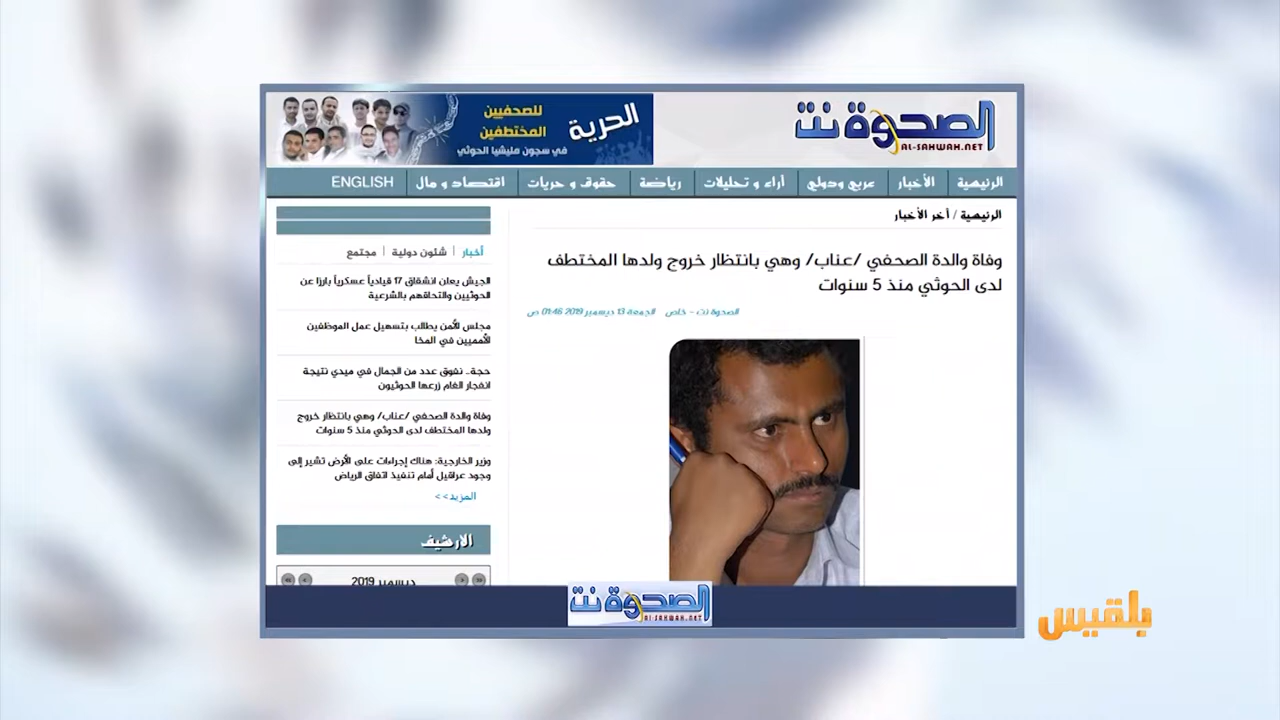 الحرية
للصحفيين
المختطفين
في سجون مليشيا الحوثي
الصحوة نت
AL-SAHWAH.NET
الرئيسية
الأخبار
عربي ودولي
آراء و تحليلات
رياضة
حقوق و حريات
اقتصاد و مال
ENGLISH
الرئيسية / آخر الأخبار
وفاة والدة الصحفي /عناب/ وهي بانتظار خروج ولدها المختطف
لدى الحوثي منذ 5 سنوات
الصحوة نت - خاص الجمعة 13 ديسمبر 2019 01:46 ص
أخبار | شئون دولية | مجتمع
الجيش يعلن انشقاق 17 قيادياً عسكرياً بارزا عن
الحوثيين والتحاقهم بالشرعية
مجلس الأمن يطالب بتسهيل عمل الموظفين
الأمميين في المخا
حجة.. نفوق عدد من الجمال في ميدي نتيجة
انفجار الغام زرعها الحوثيون
وفاة والدة الصحفي /عناب/ وهي بانتظار خروج
ولدها المختطف لدى الحوثي منذ 5 سنوات
وزير الخارجية: هناك إجراءات على الأرض تشير إلى
وجود عراقيل أمام تنفيذ اتفاق الرياض
المزيد>>
الارشيف
ديسمبر 2019
الصحوة نت
AL-SAHWAH.NET
بلقيس